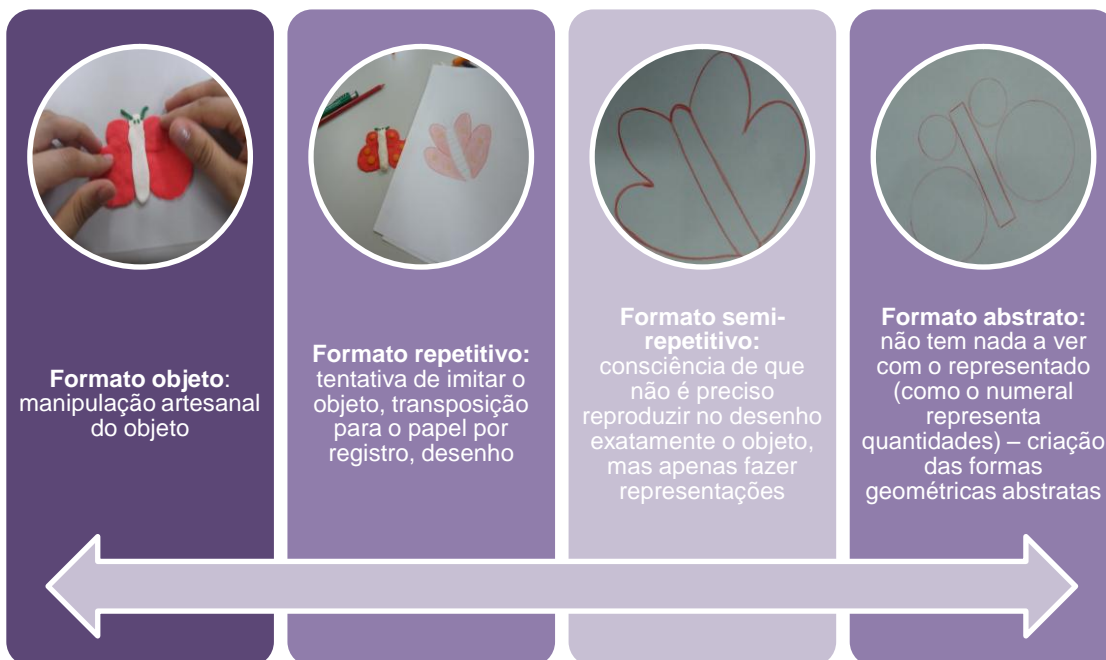 Formato objeto:
manipulação artesanal
do objeto
Formato repetitivo:
tentativa de imitar o
objeto, transposição
para o papel por
registro, desenho
Formato semi-
repetitivo:
consciência de que
não é preciso
reproduzir no desenho
exatamente o objeto,
mas apenas fazer
representações
Formato abstrato:
não tem nada a ver
com o representado
(como o numeral
representa
quantidades) – criação
das formas
geométricas abstratas